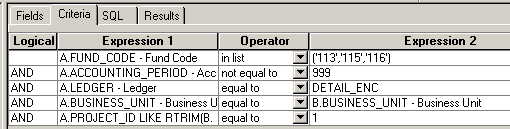 Fields Criteria SQL Results
Logical Expression 1 Operator Expression 2
A.FUND_CODE - Fund Code in list ('113','115','116')
AND A.ACCOUNTING_PERIOD - Acc not equal to 999
AND A.LEDGER - Ledger equal to DETAIL_ENC
AND A.BUSINESS_UNIT - Business U equal to B.BUSINESS_UNIT - Business Unit
AND A.PROJECT_ID LIKE RTRIM(B. equal to 1